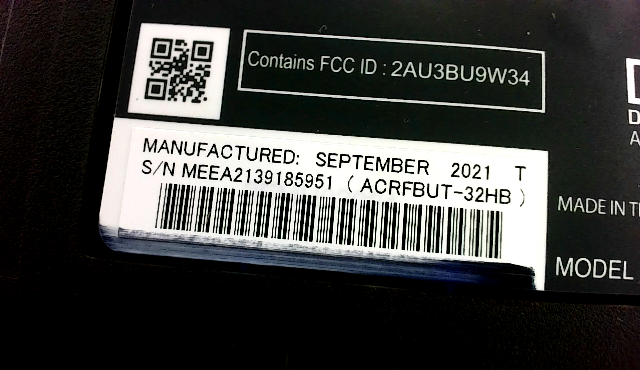 Contains FCC ID : 2AU3BU9W34
MANUFACTURED: SEPTEMBER 2021 T
S/N MEEA2139185951 ( ACRFBUT-32HB )
MADE IN
MODEL